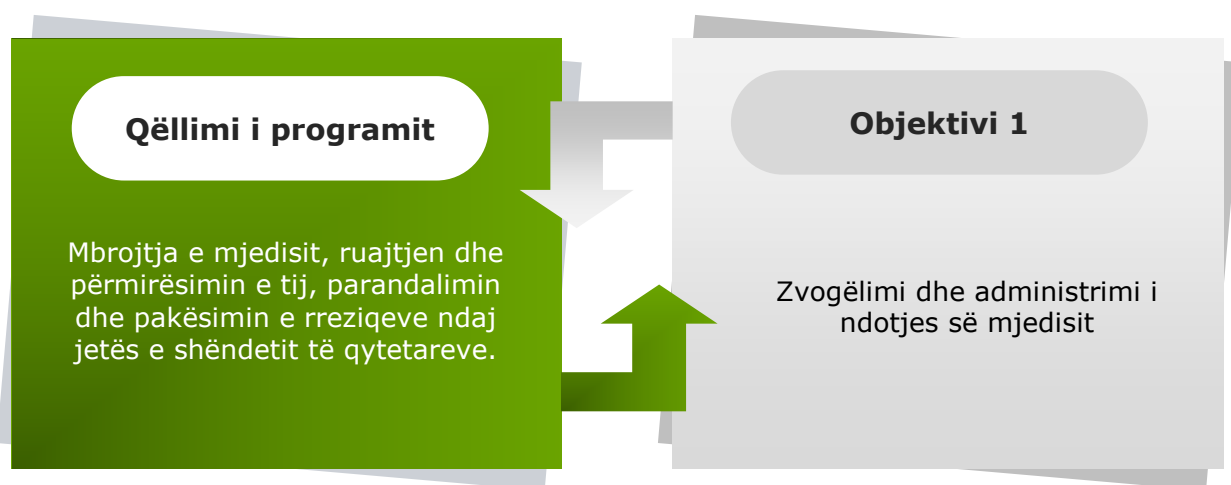 Qëllimi i programit
Mbrojtja e mjedisit, ruajtjen dhe
përmirësimin e tij, parandalimin
dhe pakësimin e rreziqeve ndaj
jetës e shëndetit të qytetareve.
Objektivi 1
Zvogëlimi dhe administrimi i
ndotjes së mjedisit